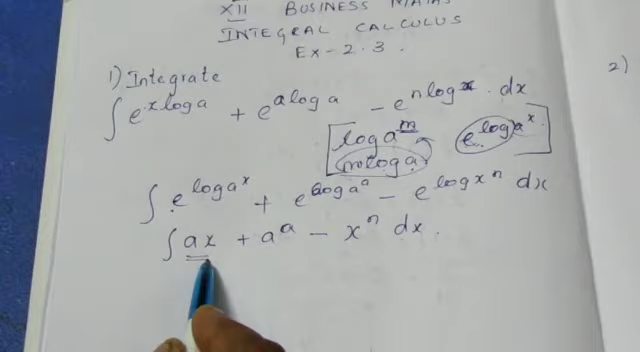 XII BUSINESS MATHS
INTEGRAL CALCULUS
EX-2.3.
2)
1) Integrate
∫ e^{x log a} + e^{a log a} - e^{n log x} . dx
log a^m
m log a
e^{log a^x}
∫ e^{log a^x} + e^{log a^a} - e^{log x^n} dx
∫ ax + a^a - x^n dx.